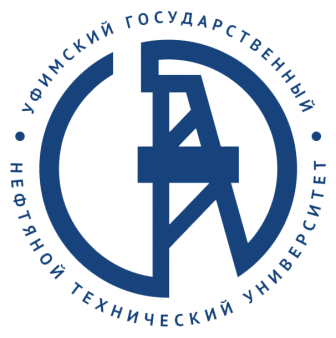 УФИМСКИЙ ГОСУДАРСТВЕННЫЙ
НЕФТЯНОЙ ТЕХНИЧЕСКИЙ УНИВЕРСИТЕТ